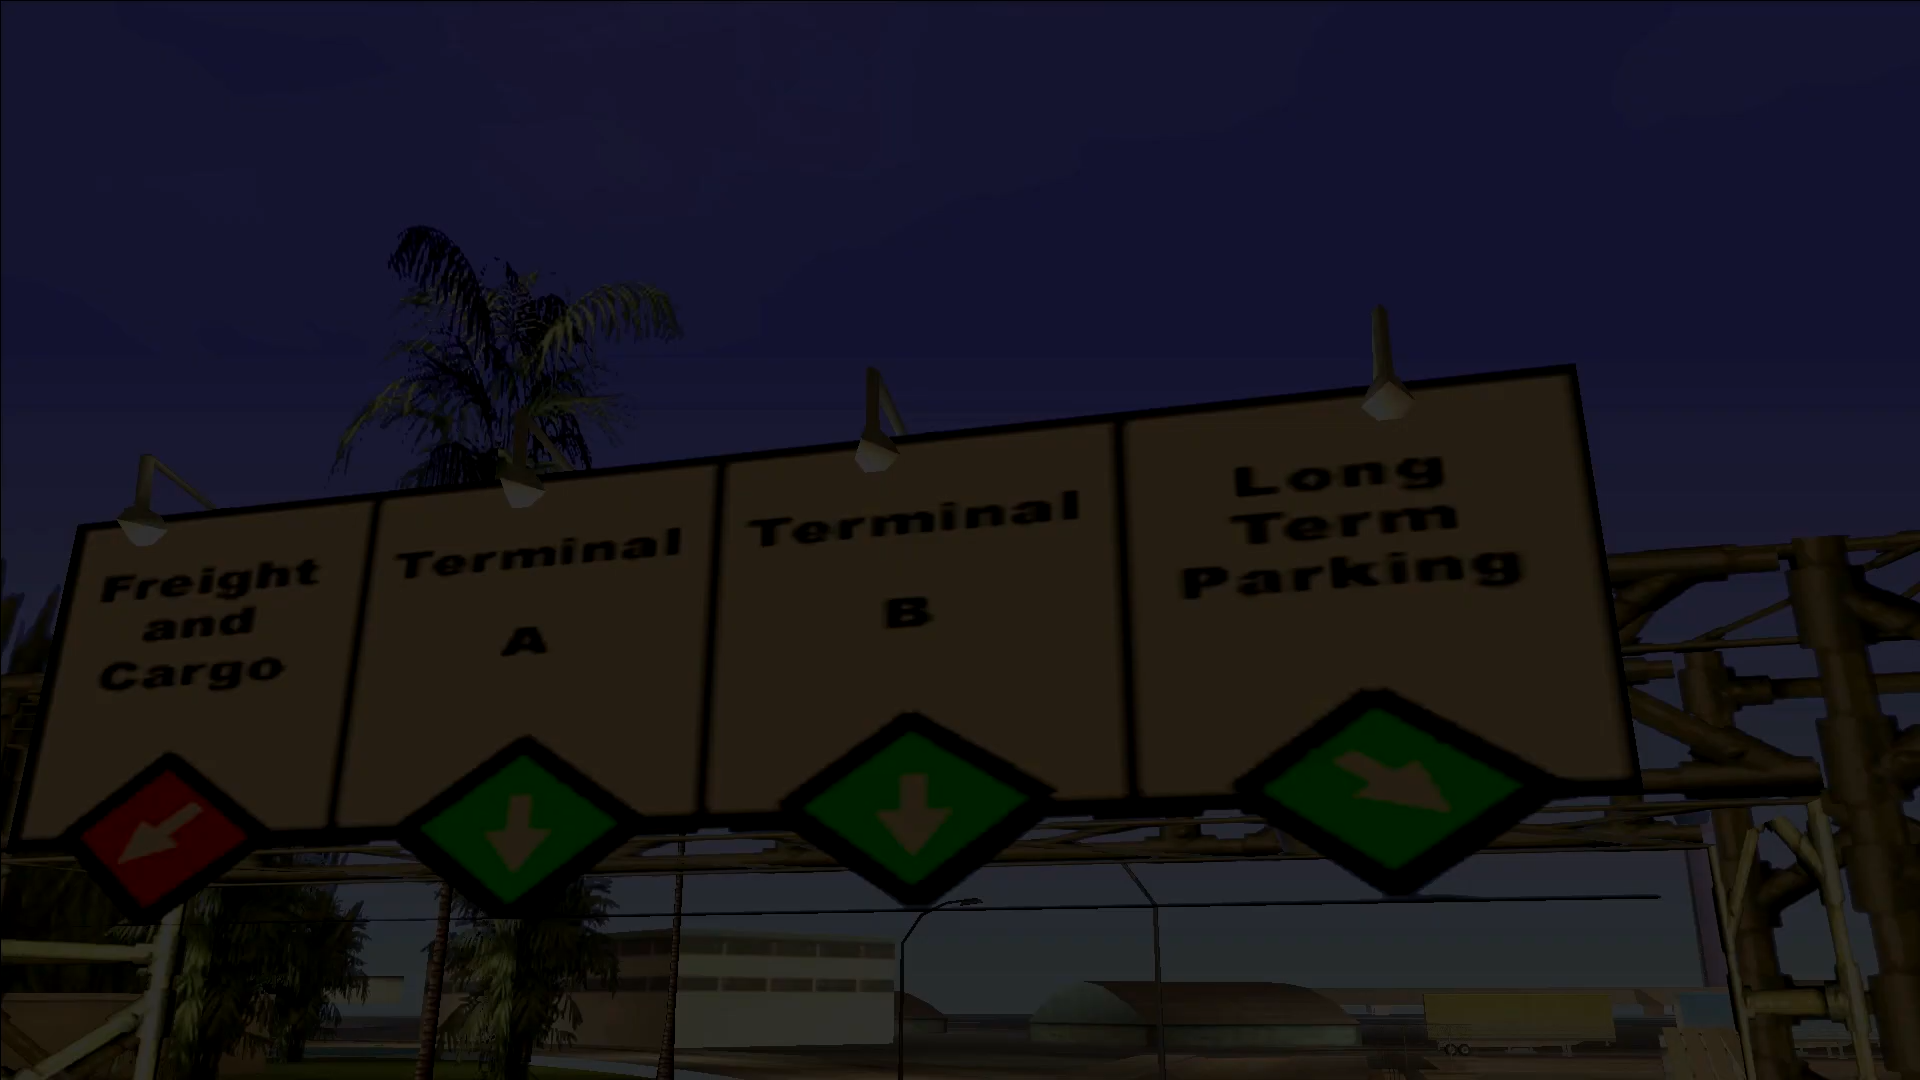 Freight
and
Cargo
Terminal
A
Terminal
B
Long
Term
Parking